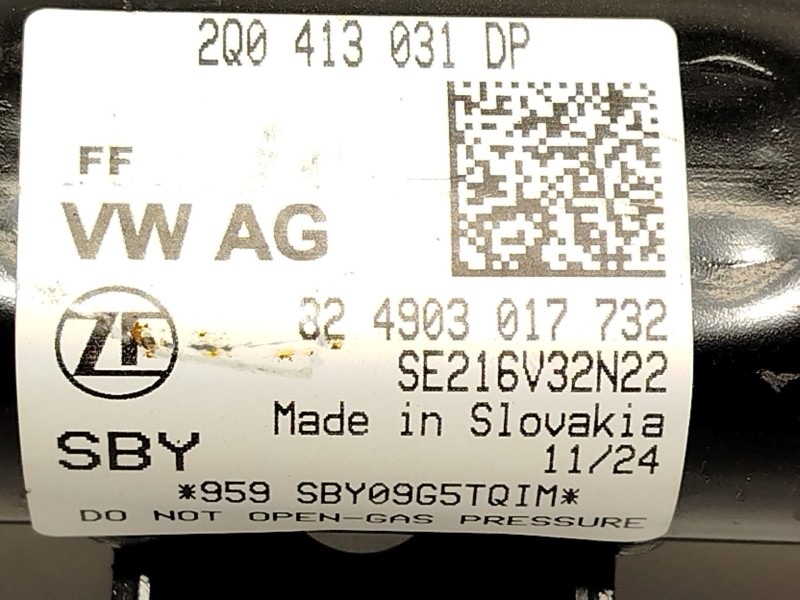 2Q0 413 031 DP
FF
VW AG
ZF
32 4903 017 732
SE216V32N22
Made in Slovakia
SBY
11/24
*959 SBY09G5TQIM*
DO NOT OPEN-GAS PRESSURE